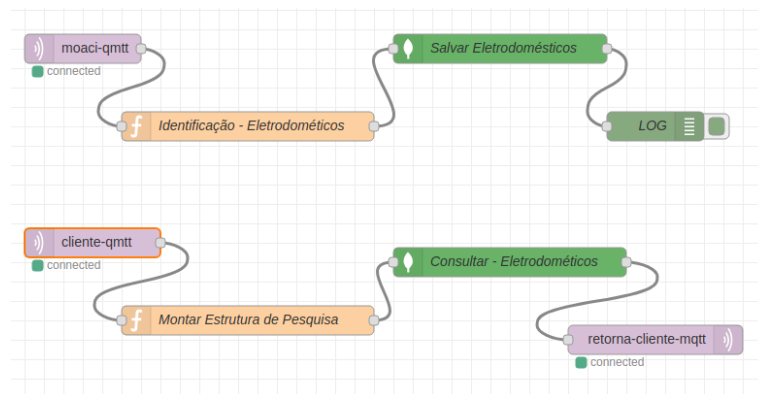 moaci-qmtt
connected
Salvar Eletrodomésticos
Identificação - Eletrodométicos
LOG
cliente-qmtt
connected
Consultar - Eletrodométicos
Montar Estrutura de Pesquisa
retorna-cliente-mqtt
connected